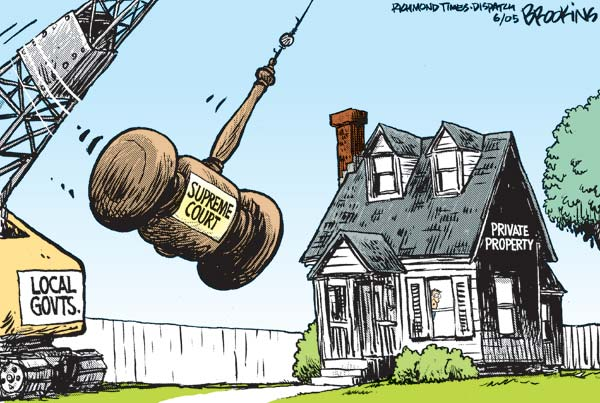 RICHMOND TIMES-DISPATCH
6/05 BROOKINS
SUPREME
COURT
PRIVATE
PROPERTY
LOCAL
GOVTS.